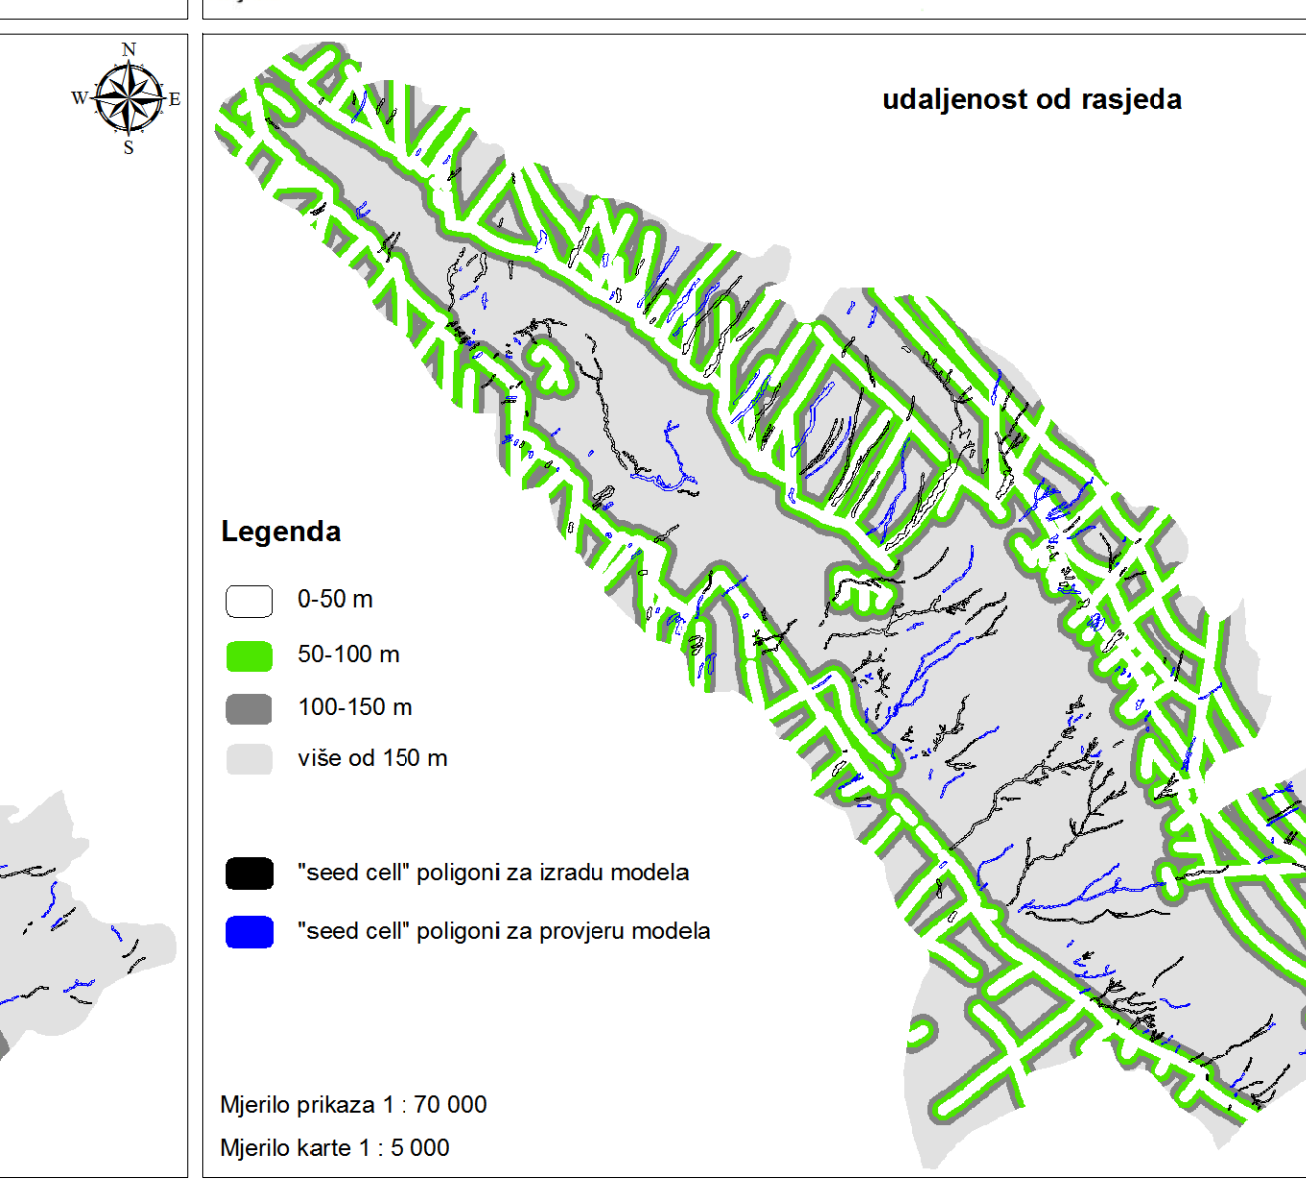 N
W E
S
udaljenost od rasjeda
Legenda
0-50 m
50-100 m
100-150 m
više od 150 m
"seed cell" poligoni za izradu modela
"seed cell" poligoni za provjeru modela
Mjerilo prikaza 1 : 70 000
Mjerilo karte 1 : 5 000